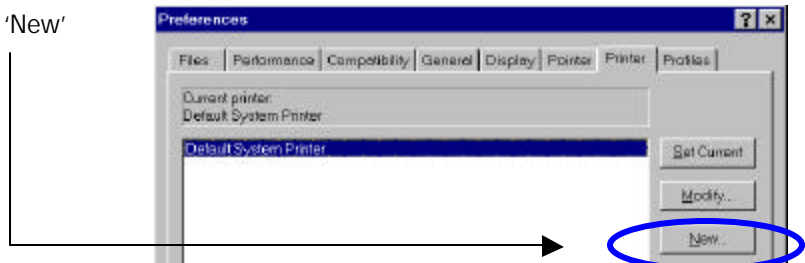 'New'
Preferences
? ×
Files Performance Compatibility General Display Pointer Printer Profiles
Current printer:
Default System Printer
Default System Printer
Set Current
Modify...
New...